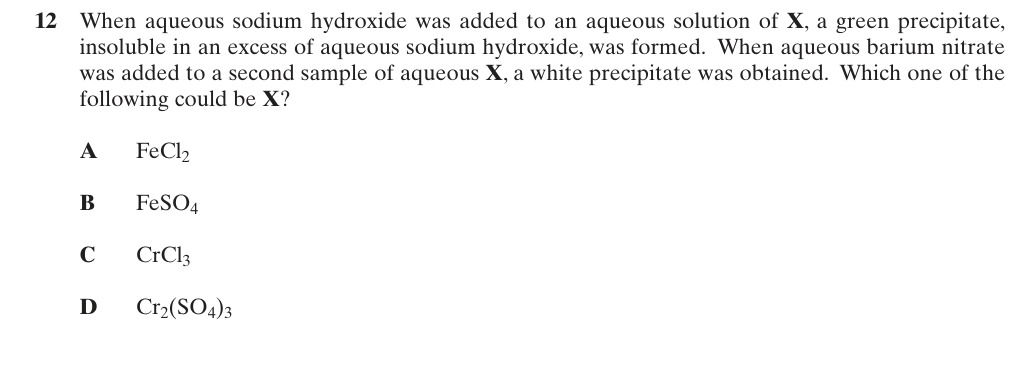 12 When aqueous sodium hydroxide was added to an aqueous solution of X, a green precipitate,
insoluble in an excess of aqueous sodium hydroxide, was formed. When aqueous barium nitrate
was added to a second sample of aqueous X, a white precipitate was obtained. Which one of the
following could be X?
A FeCl₂
B FeSO₄
C CrCl₃
D Cr₂(SO₄)₃